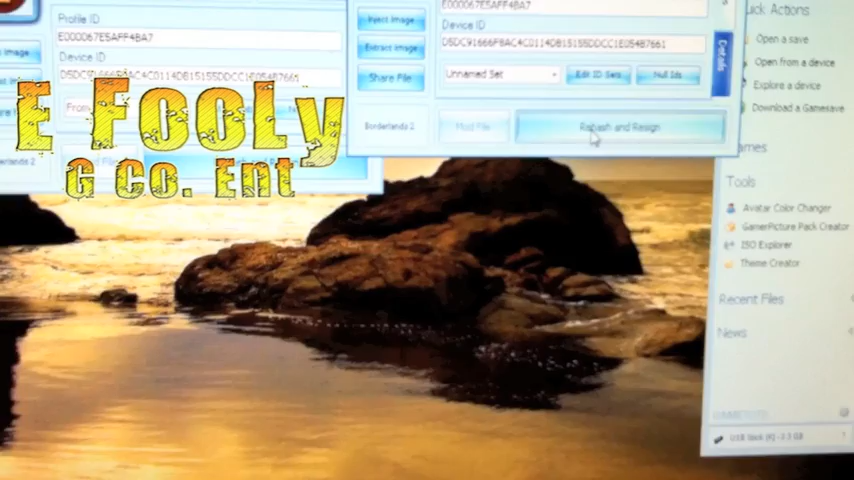 Profile ID
E000067E5AFF4BA7
Device ID
E FooLy
G Co. Ent
E000067E5AFF4BA7
Inject Image
Device ID
Extract Image
Share File
Unnamed Set
Edit ID Sets
Null Ids
Details
Borderlands 2
Mod File
Rehash and Resign
Quick Actions
Open a save
Open from a device
Explore a device
Download a Gamesave
Games
Tools
Avatar Color Changer
GamerPicture Pack Creator
ISO Explorer
Theme Creator
Recent Files
News